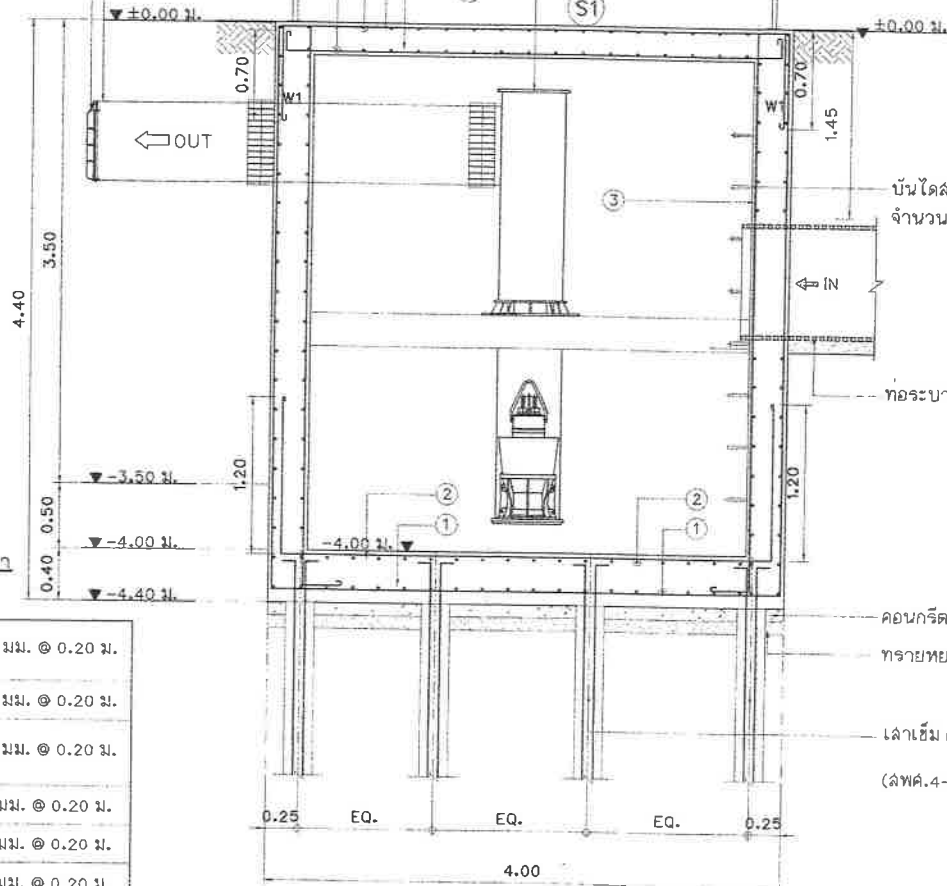 S1
±0.00 ม.
±0.00 ม.
0.70
W1
W1
0.70
1.45
OUT
3
บันได
จำนวน
3.50
4.40
IN
ท่อระบา
1.20
1.20
-3.50 ม.
0.50
2
2
1
1
-4.00 ม.
-4.00 ม.
0.40
-4.40 ม.
คอนกรีต
ทรายหย
มม. @ 0.20 ม.
มม. @ 0.20 ม.
มม. @ 0.20 ม.
มม. @ 0.20 ม.
มม. @ 0.20 ม.
มม. @ 0.20 ม.
เสาเข็ม
(สพศ.4-
0.25
EQ.
EQ.
EQ.
0.25
4.00